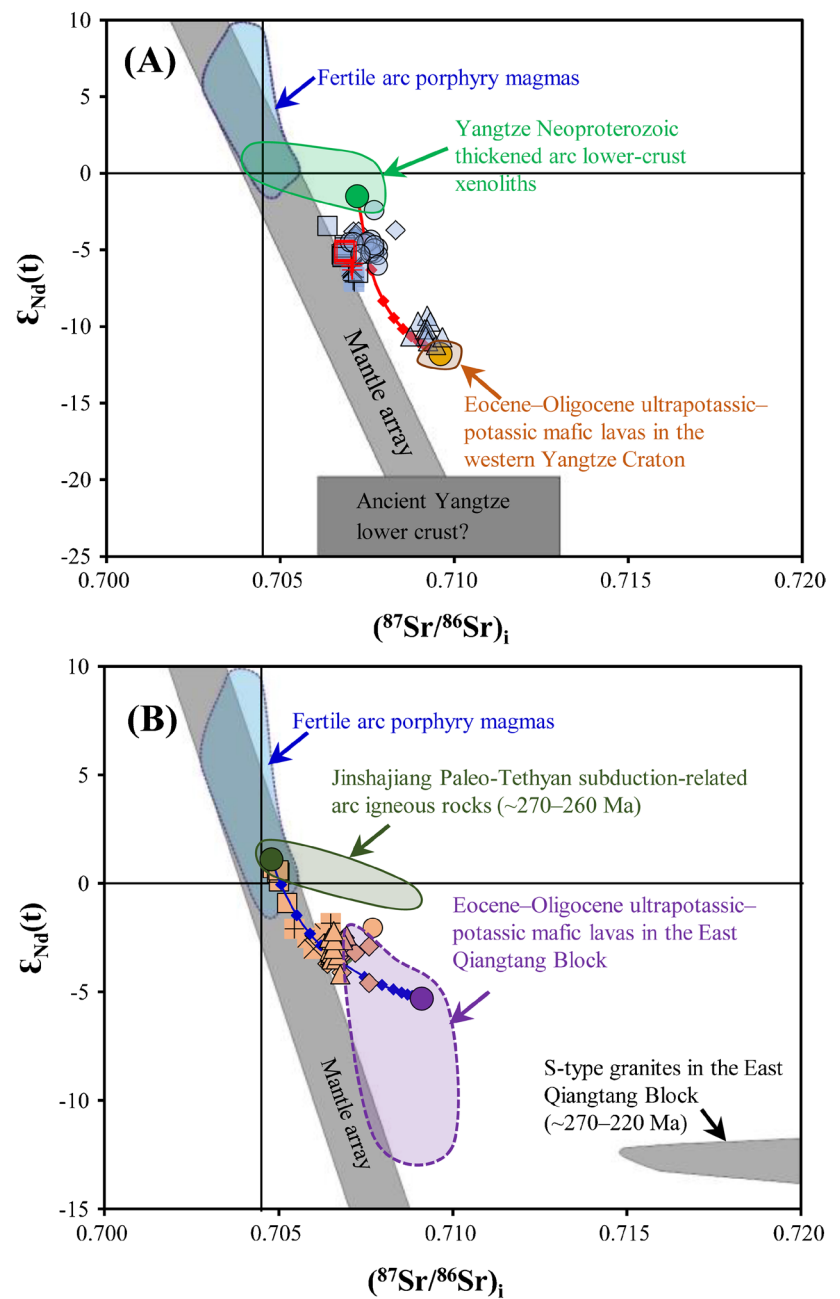 (A)
Fertile arc porphyry magmas
Yangtze Neoproterozoic
thickened arc lower-crust
xenoliths
Mantle array
Eocene–Oligocene ultrapotassic–
potassic mafic lavas in the
western Yangtze Craton
Ancient Yangtze
lower crust?
10
5
0
-5
-10
-15
-20
-25
εNd(t)
0.700
0.705
0.710
0.715
0.720
(⁸⁷Sr/⁸⁶Sr)i
(B)
Fertile arc porphyry magmas
Jinshajiang Paleo-Tethyan subduction-related
arc igneous rocks (~270–260 Ma)
Eocene–Oligocene ultrapotassic–
potassic mafic lavas in the East
Qiangtang Block
S-type granites in the East
Qiangtang Block
(~270–220 Ma)
Mantle array
10
5
0
-5
-10
-15
εNd(t)
0.700
0.705
0.710
0.715
0.720
(⁸⁷Sr/⁸⁶Sr)i